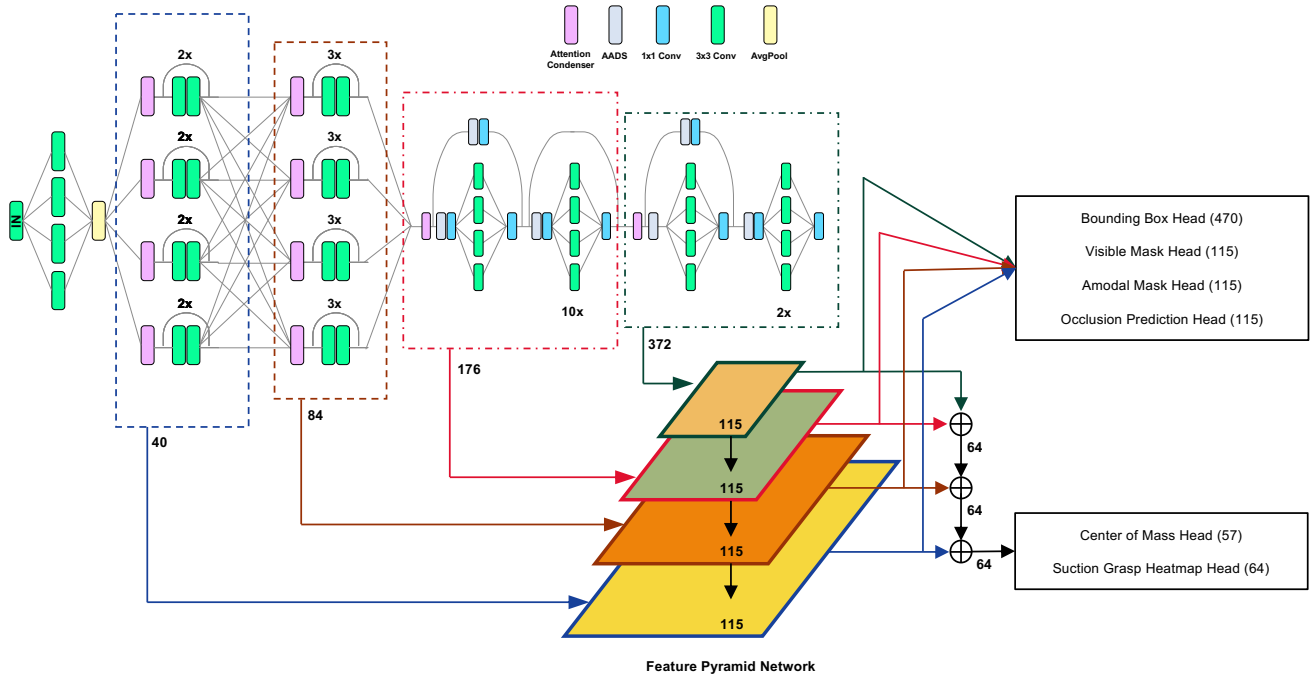 Attention
Condenser
AADS
1x1 Conv
3x3 Conv
AvgPool
2x
3x
2x
3x
2x
3x
2x
3x
IN
10x
2x
40
84
176
372
115
115
115
115
64
64
64
Bounding Box Head (470)
Visible Mask Head (115)
Amodal Mask Head (115)
Occlusion Prediction Head (115)
Center of Mass Head (57)
Suction Grasp Heatmap Head (64)
Feature Pyramid Network